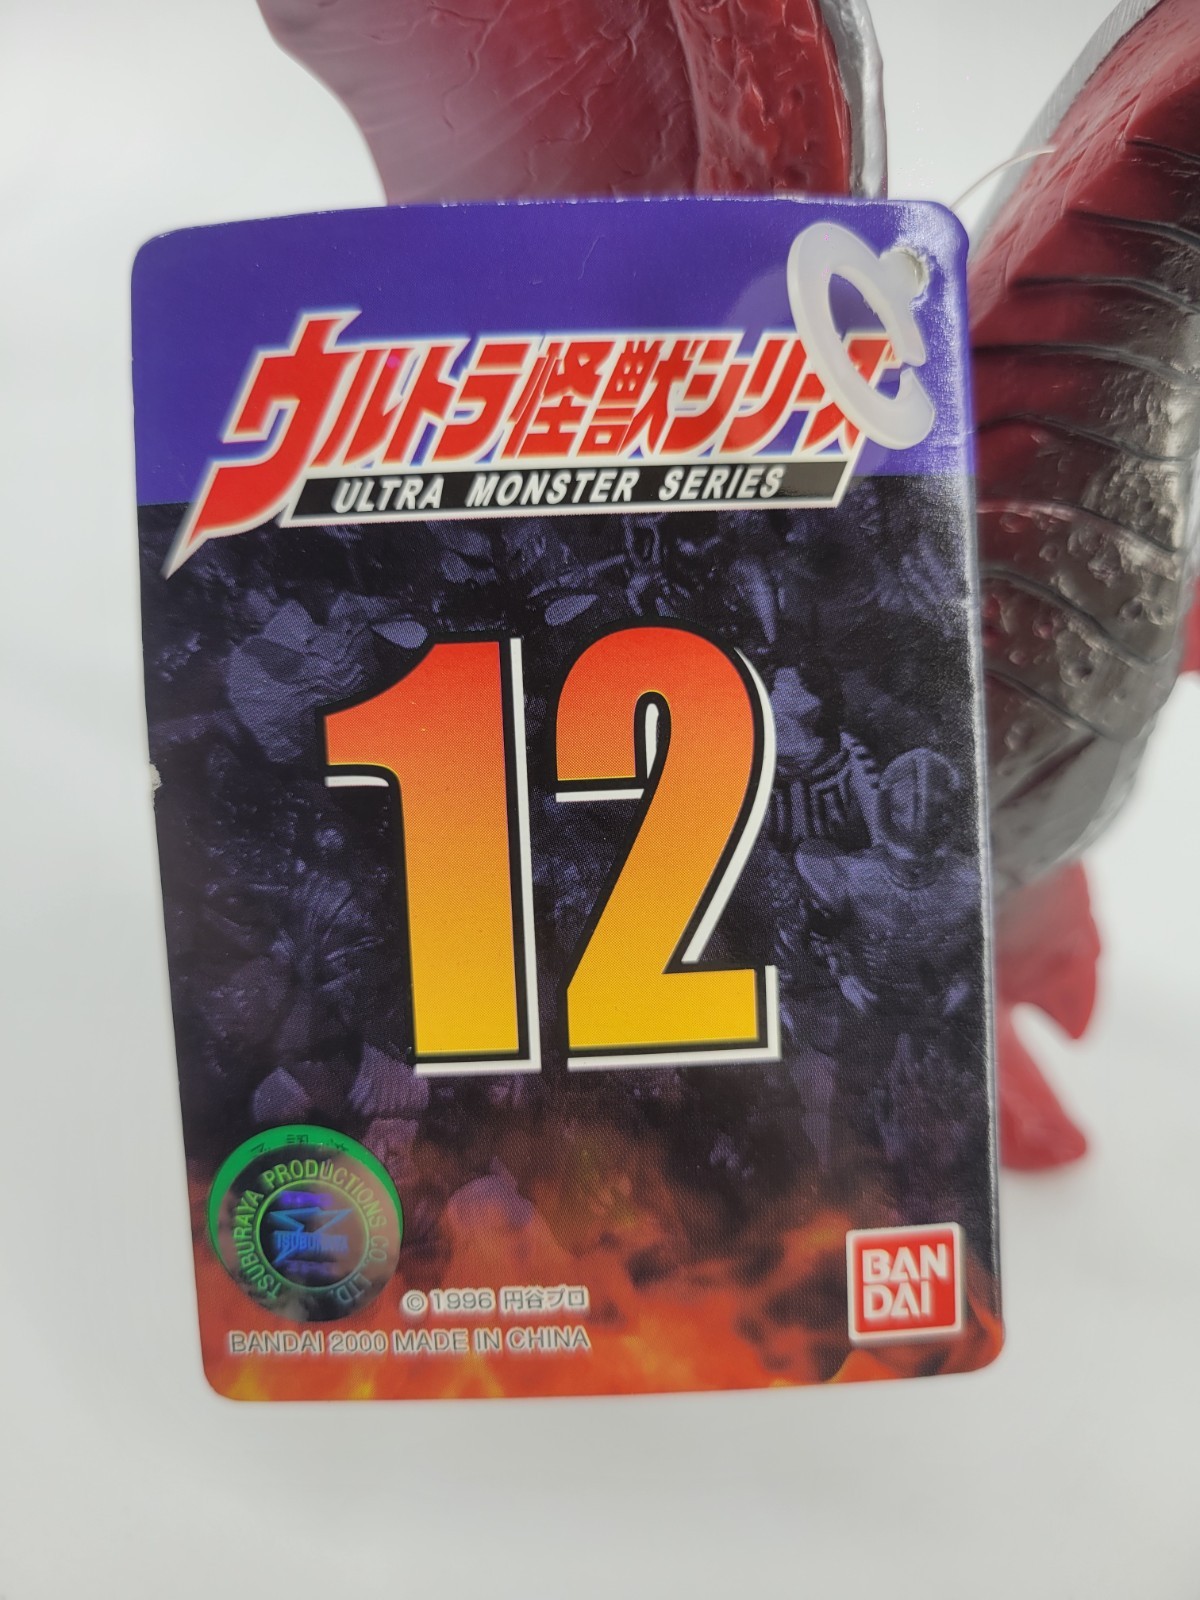 ウルトラ怪獣シリーズ
ULTRA MONSTER SERIES
12
TSUBURAYA PRODUCTIONS CO., LTD.
TSUBURAYA
©1996 円谷プロ
BANDAI 2000 MADE IN CHINA
BAN
DAI